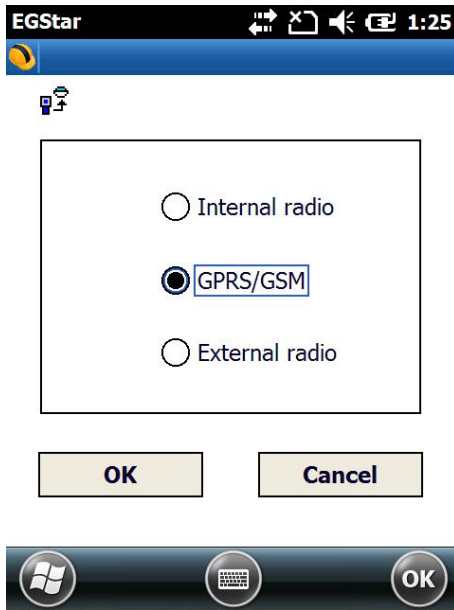 EGStar 1:25
Internal radio
GPRS/GSM
External radio
OK Cancel
OK